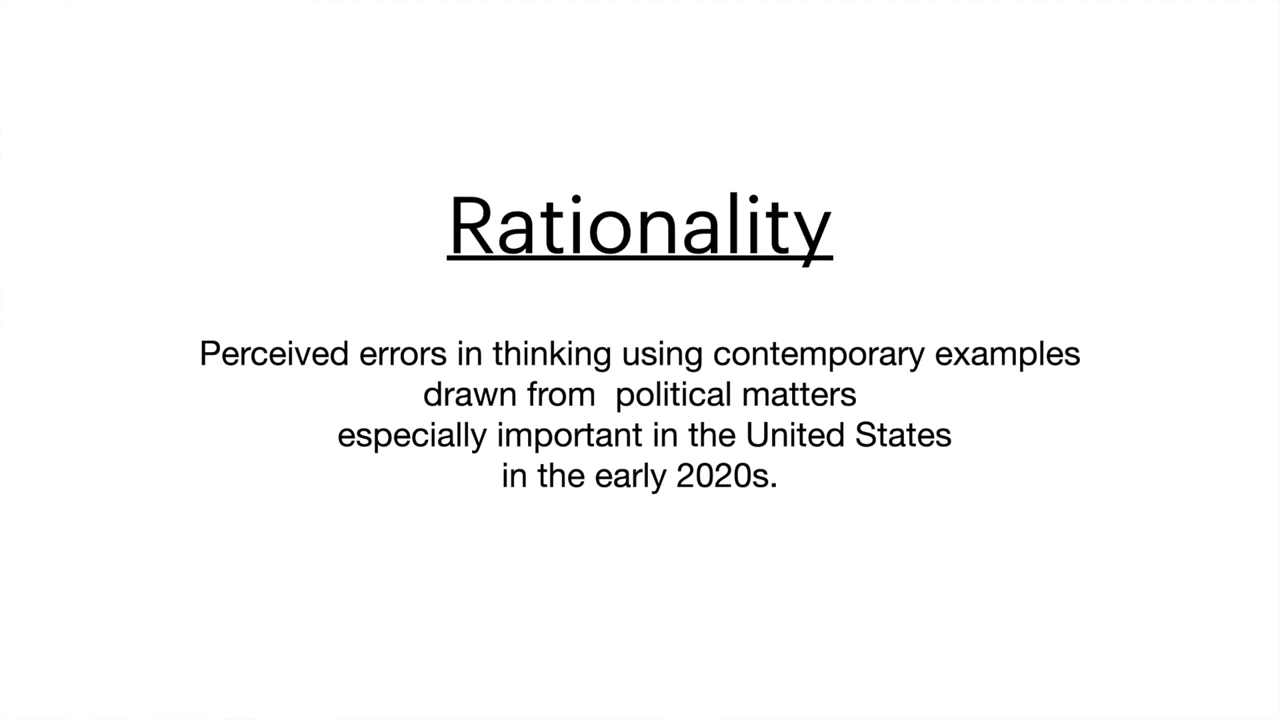 Rationality
Perceived errors in thinking using contemporary examples
drawn from  political matters
especially important in the United States
in the early 2020s.